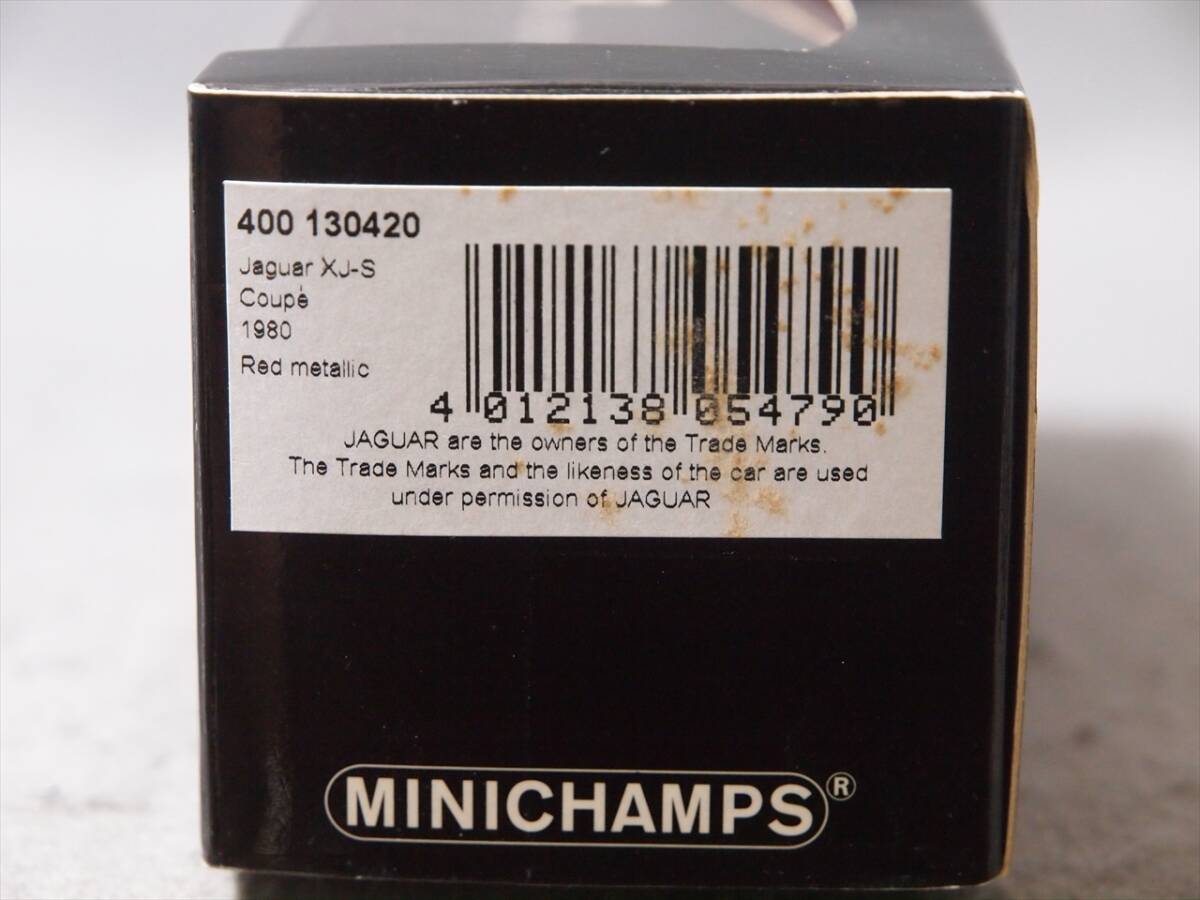 400 130420
Jaguar XJ-S
Coupé
1980
Red metallic
4 012138 054790
JAGUAR are the owners of the Trade Marks.
The Trade Marks and the likeness of the car are used
under permission of JAGUAR
MINICHAMPS®